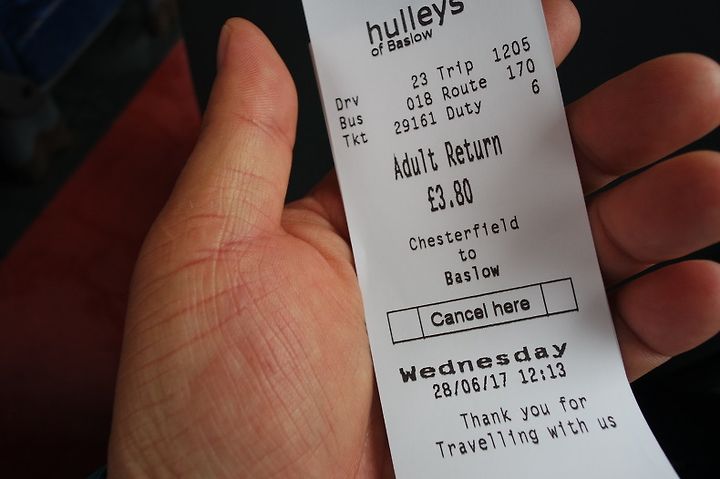 hulleys
of Baslow
Drv 23 Trip 1205
Bus 018 Route 170
Tkt 29161 Duty 6
Adult Return
£3.80
Chesterfield
to
Baslow
Cancel here
Wednesday
28/06/17 12:13
Thank you for
Travelling with us